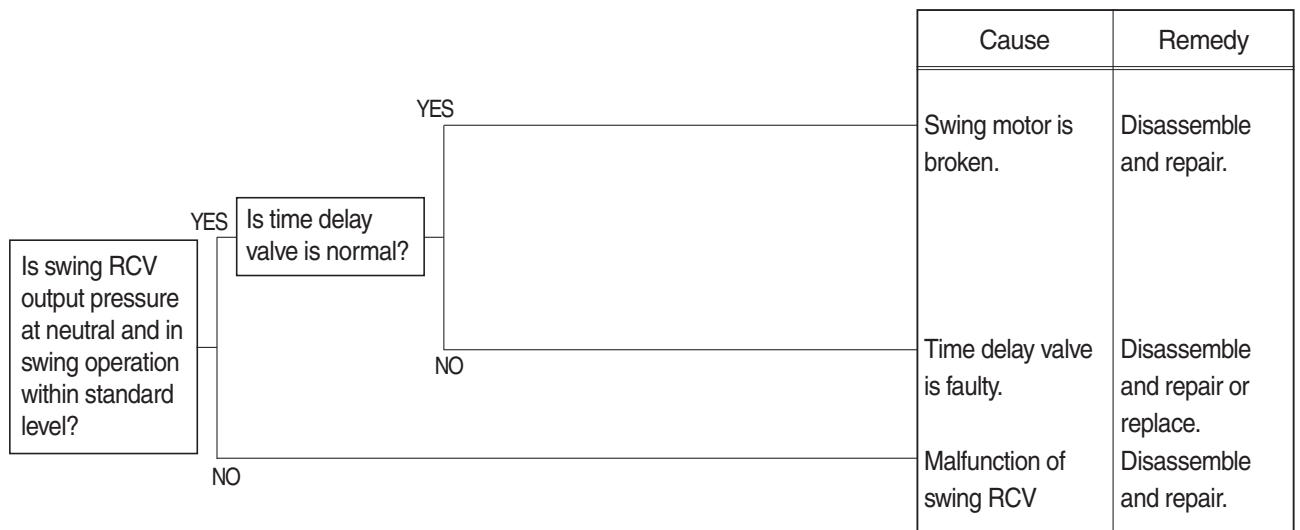 Cause
Remedy
YES
Swing motor is
broken.
Disassemble
and repair.
YES
Is time delay
valve is normal?
Is swing RCV
output pressure
at neutral and in
swing operation
within standard
level?
NO
Time delay valve
is faulty.
Disassemble
and repair or
replace.
NO
Malfunction of
swing RCV
Disassemble
and repair.